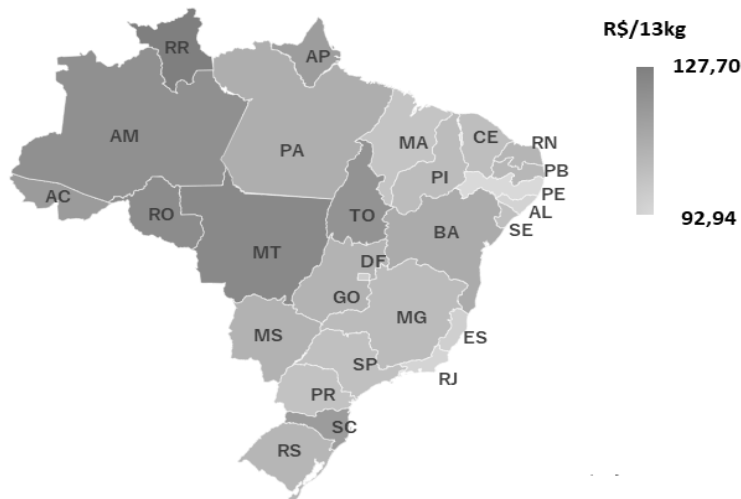 R$/13kg
127,70
92,94
RR
AP
AM
PA
MA
CE
RN
PB
PI
PE
AL
SE
AC
RO
TO
BA
MT
DF
GO
MG
MS
ES
SP
RJ
PR
SC
RS